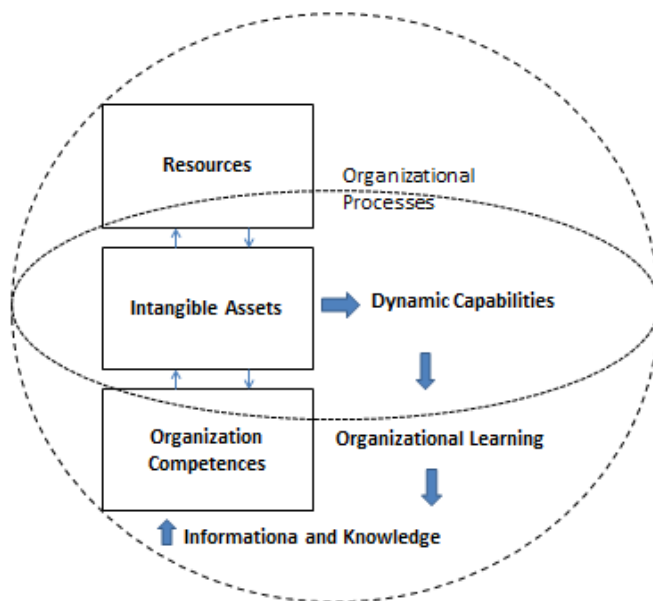 Resources
Organizational
Processes
Intangible Assets
Dynamic Capabilities
Organization
Competences
Organizational Learning
Informationa and Knowledge